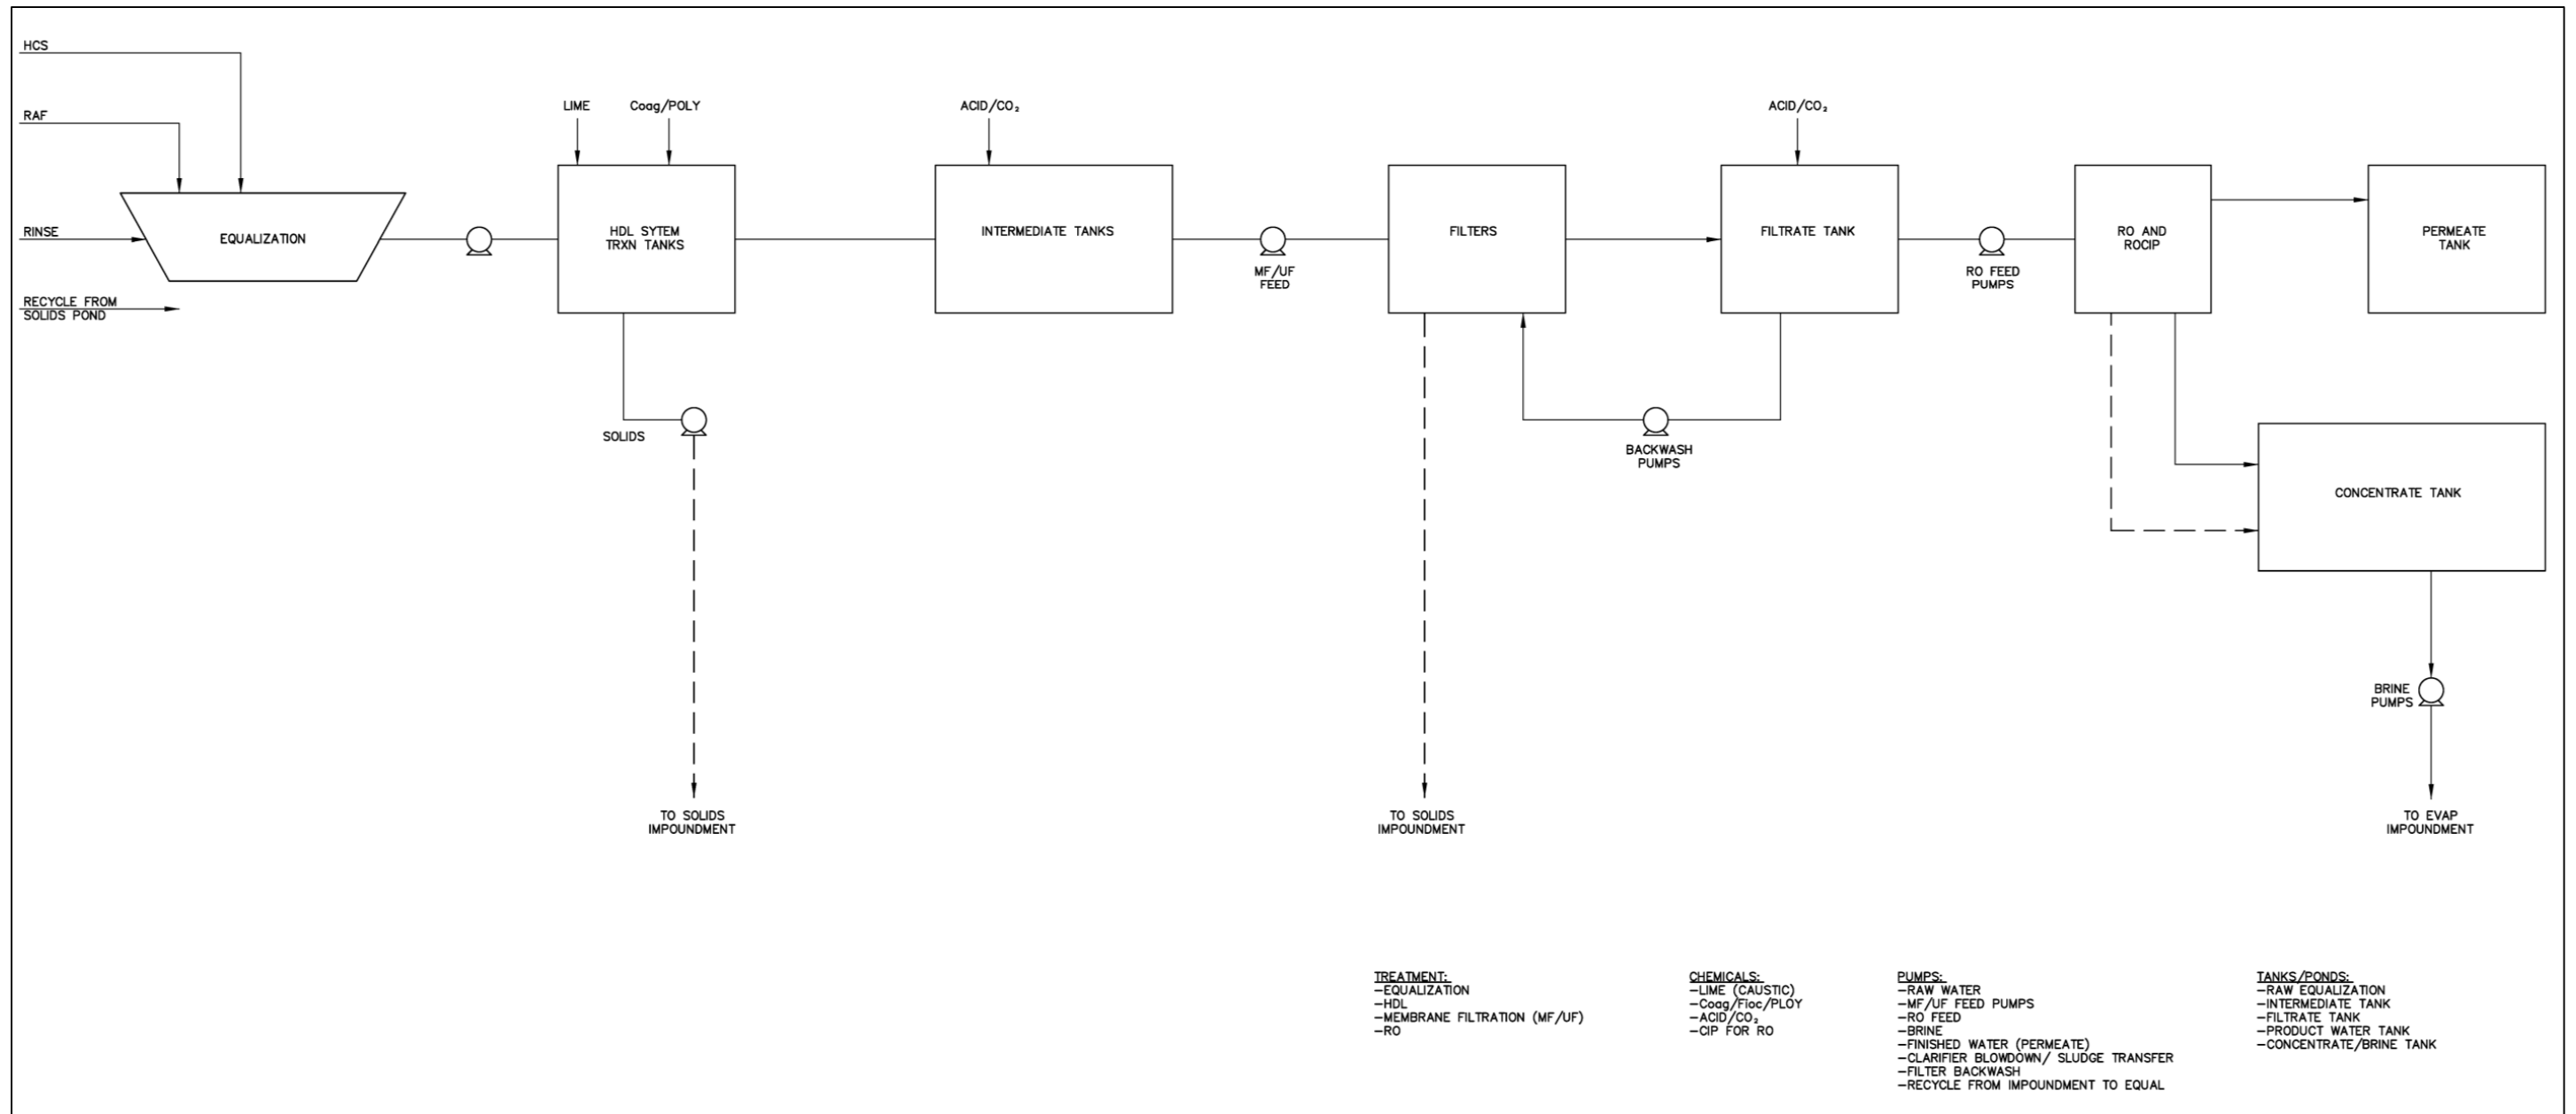 HCS
RAF
RINSE
RECYCLE FROM
SOLIDS POND
EQUALIZATION
LIME
Coag/POLY
HDL SYTEM
TRXN TANKS
SOLIDS
TO SOLIDS
IMPOUNDMENT
ACID/CO₂
INTERMEDIATE TANKS
MF/UF
FEED
FILTERS
TO SOLIDS
IMPOUNDMENT
BACKWASH
PUMPS
ACID/CO₂
FILTRATE TANK
RO FEED
PUMPS
RO AND
ROCIP
PERMEATE
TANK
CONCENTRATE TANK
BRINE
PUMPS
TO EVAP
IMPOUNDMENT
TREATMENT:
-EQUALIZATION
-HDL
-MEMBRANE FILTRATION (MF/UF)
-RO
CHEMICALS:
-LIME (CAUSTIC)
-Coag/Floc/PLOY
-ACID/CO₂
-CIP FOR RO
PUMPS:
-RAW WATER
-MF/UF FEED PUMPS
-RO FEED
-BRINE
-FINISHED WATER (PERMEATE)
-CLARIFIER BLOWDOWN/ SLUDGE TRANSFER
-FILTER BACKWASH
-RECYCLE FROM IMPOUNDMENT TO EQUAL
TANKS/PONDS:
-RAW EQUALIZATION
-INTERMEDIATE TANK
-FILTRATE TANK
-PRODUCT WATER TANK
-CONCENTRATE/BRINE TANK